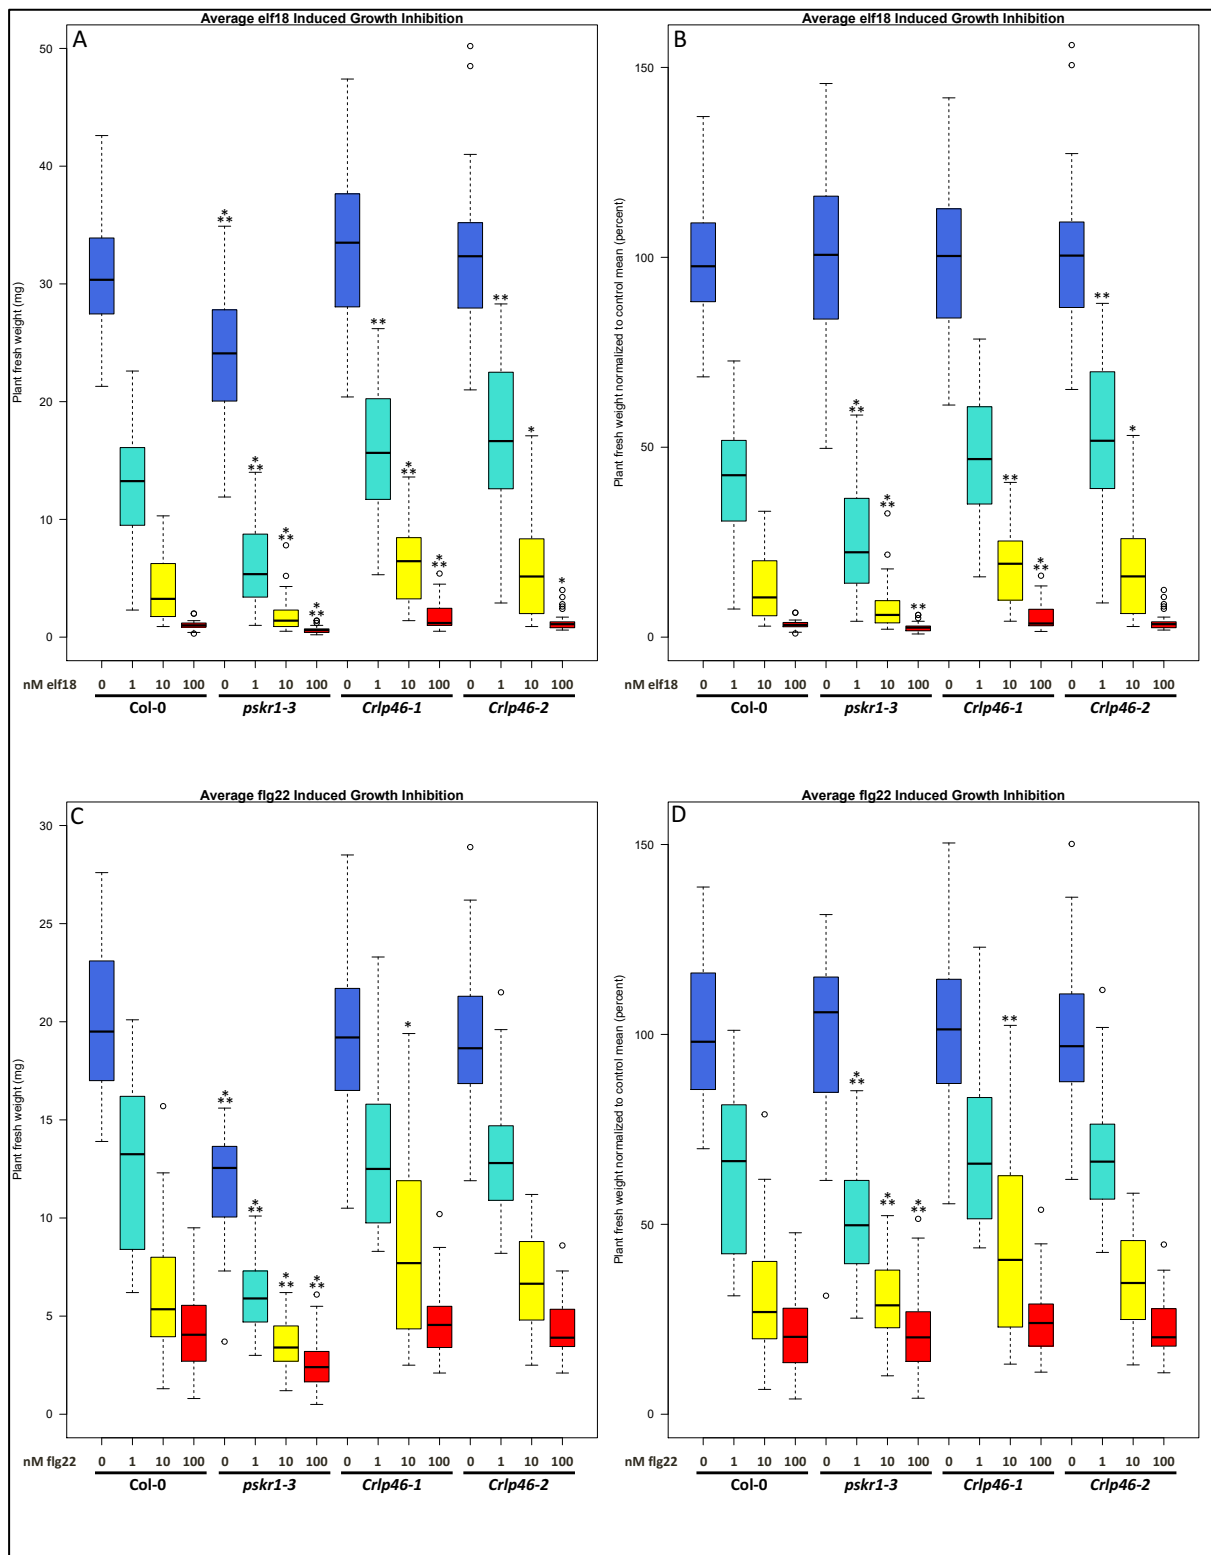 Average elf18 Induced Growth Inhibition
A
Plant fresh weight (mg)
50
40
30
20
10
0
* ** * ** * ** * ** ** * ** * ** ** * *
nM elf18 0 1 10 100 0 1 10 100 0 1 10 100 0 1 10 100
Col-0 pskr1-3 Crlp46-1 Crlp46-2
Average elf18 Induced Growth Inhibition
B
Plant fresh weight normalized to control mean (percent)
150
100
50
0
* ** * ** ** ** * ** ** *
nM elf18 0 1 10 100 0 1 10 100 0 1 10 100 0 1 10 100
Col-0 pskr1-3 Crlp46-1 Crlp46-2
Average flg22 Induced Growth Inhibition
C
Plant fresh weight (mg)
30
25
20
15
10
5
0
* ** * ** * ** * ** *
nM flg22 0 1 10 100 0 1 10 100 0 1 10 100 0 1 10 100
Col-0 pskr1-3 Crlp46-1 Crlp46-2
Average flg22 Induced Growth Inhibition
D
Plant fresh weight normalized to control mean (percent)
150
100
50
0
* ** * ** * ** **
nM flg22 0 1 10 100 0 1 10 100 0 1 10 100 0 1 10 100
Col-0 pskr1-3 Crlp46-1 Crlp46-2